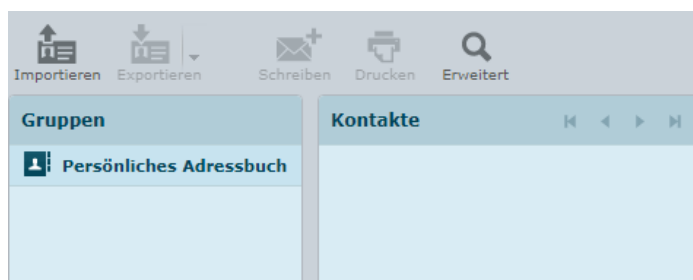 Importieren Exportieren Schreiben Drucken Erweitert
Gruppen Kontakte
Persönliches Adressbuch